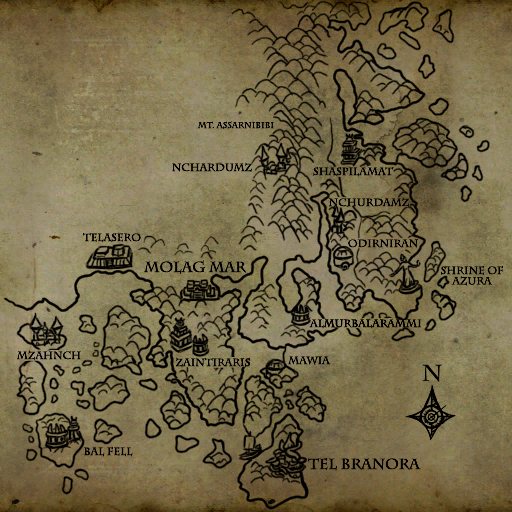 MT. ASSARNIBIBI
NCHARDUMZ
SHASPILAMAT
NCHURDAMZ
TELASERO
ODIRNIRAN
MOLAG MAR
SHRINE OF
AZURA
ALMURBALARAMMI
MZAHNCH
ZAINTIRARIS
MAWIA
N
BAL FELL
TEL BRANORA